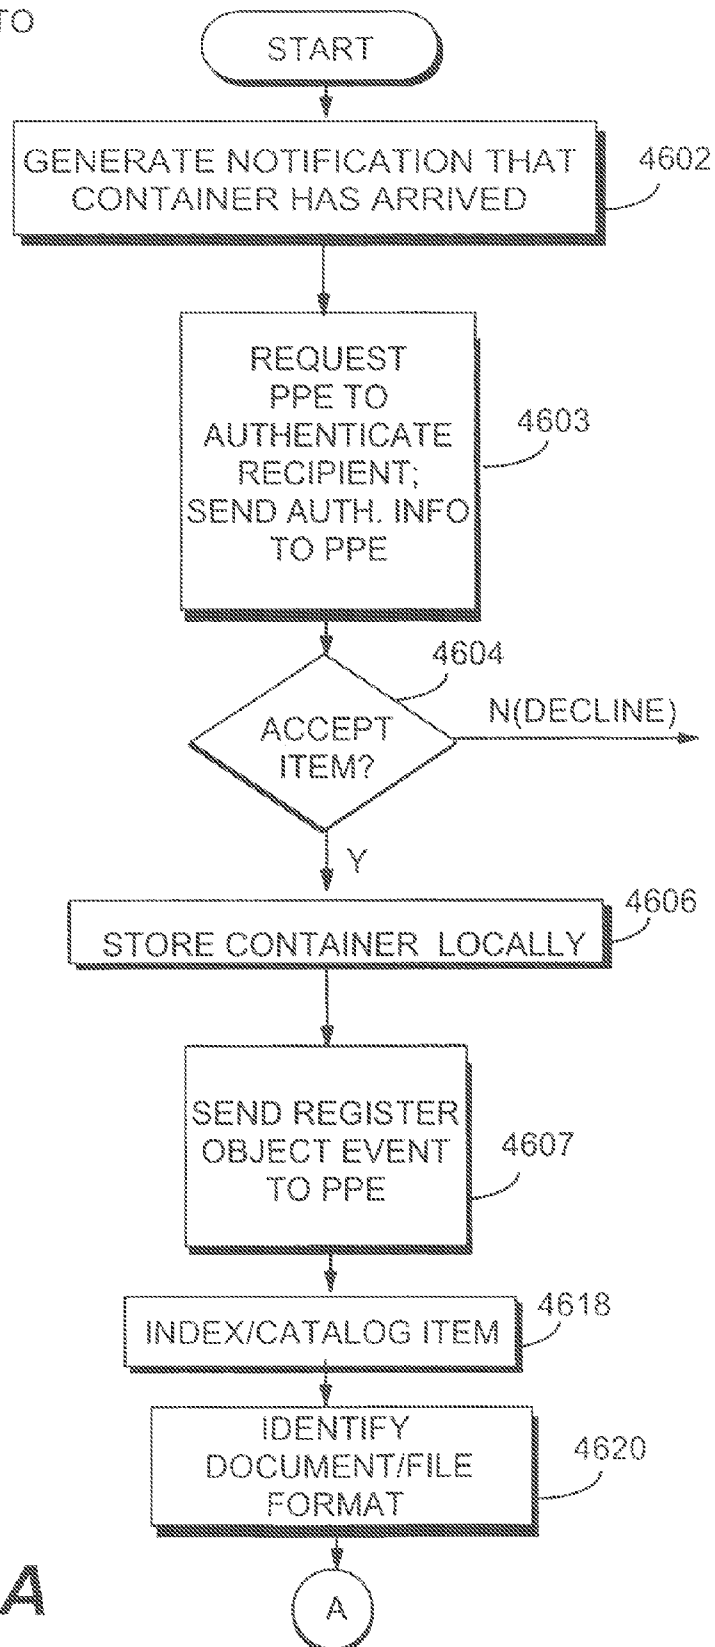 TO
START
GENERATE NOTIFICATION THAT
CONTAINER HAS ARRIVED
4602
REQUEST
PPE TO
AUTHENTICATE
RECIPIENT;
SEND AUTH. INFO
TO PPE
4603
4604
ACCEPT
ITEM?
N(DECLINE)
Y
4606
STORE CONTAINER LOCALLY
SEND REGISTER
OBJECT EVENT
TO PPE
4607
4618
INDEX/CATALOG ITEM
IDENTIFY
DOCUMENT/FILE
FORMAT
4620
A
A